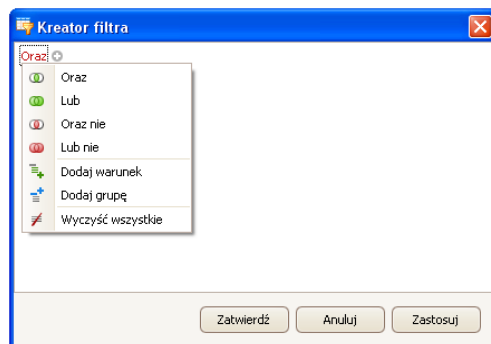 Kreator filtra
Oraz
Oraz
Lub
Oraz nie
Lub nie
Dodaj warunek
Dodaj grupę
Wyczyść wszystkie
Zatwierdź Anuluj Zastosuj